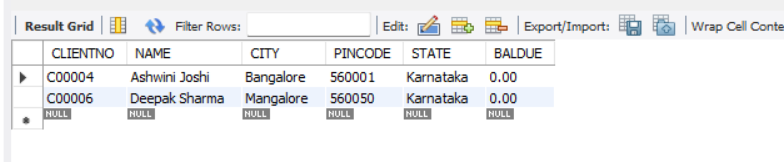 Result Grid Filter Rows: Edit: Export/Import: Wrap Cell Conte
CLIENTNO NAME CITY PINCODE STATE BALDUE
C00004 Ashwini Joshi Bangalore 560001 Karnataka 0.00
C00006 Deepak Sharma Mangalore 560050 Karnataka 0.00
NULL NULL NULL NULL NULL NULL